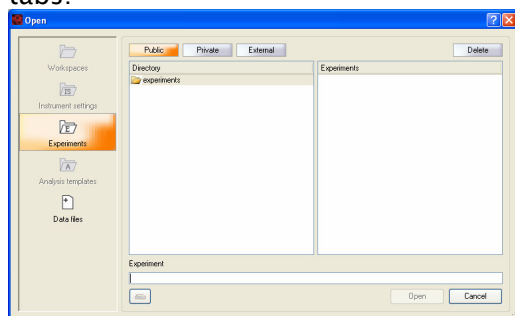 tabs.
Open
Public Private External Delete
Workspaces
Directory Experiments
experiments
IS
Instrument settings
E
Experiments
A
Analysis templates
Data files
Experiment
Open Cancel